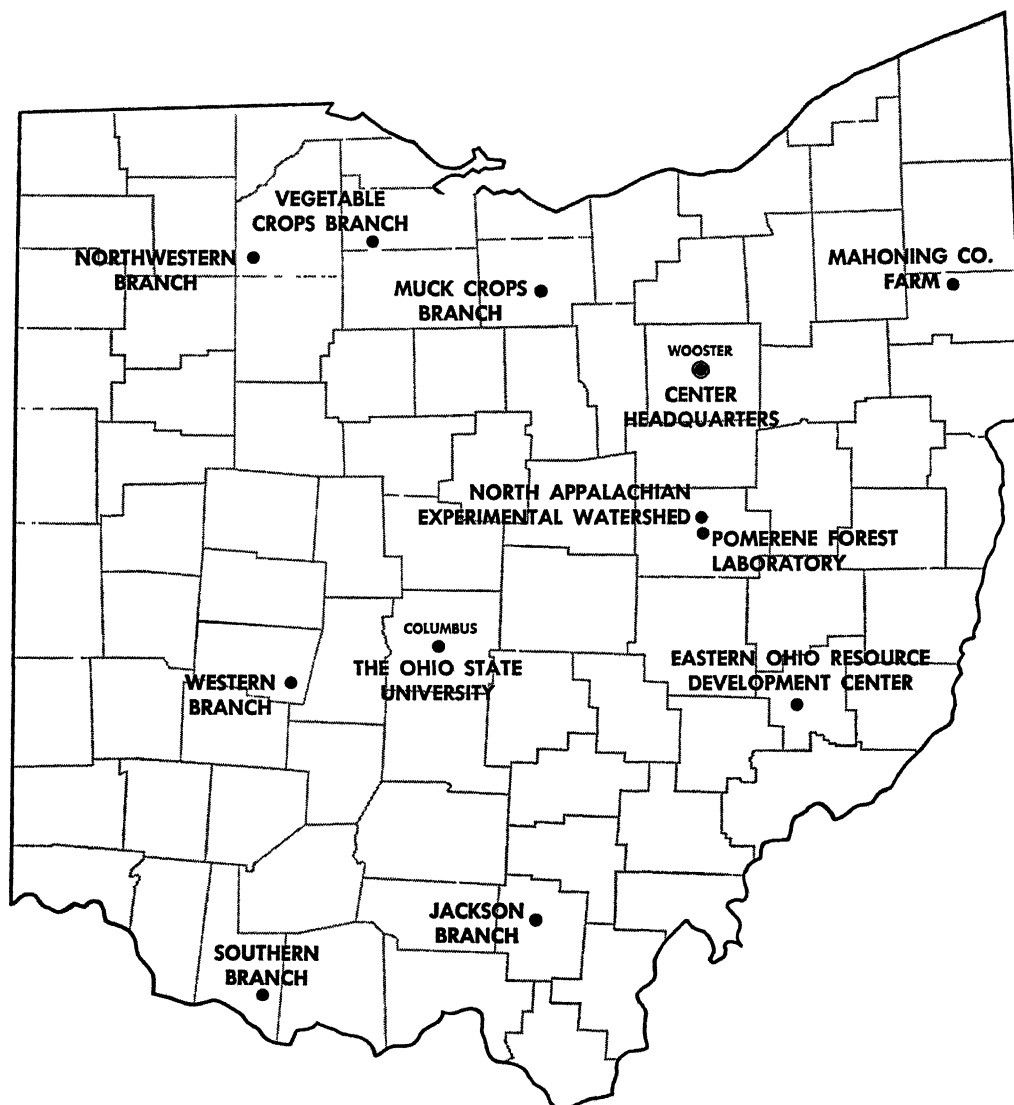 VEGETABLE
CROPS BRANCH
NORTHWESTERN
BRANCH
MAHONING CO.
FARM
MUCK CROPS
BRANCH
WOOSTER
CENTER
HEADQUARTERS
NORTH APPALACHIAN
EXPERIMENTAL WATERSHED
POMERENE FOREST
LABORATORY
COLUMBUS
THE OHIO STATE
UNIVERSITY
EASTERN OHIO RESOURCE
DEVELOPMENT CENTER
WESTERN
BRANCH
JACKSON
BRANCH
SOUTHERN
BRANCH